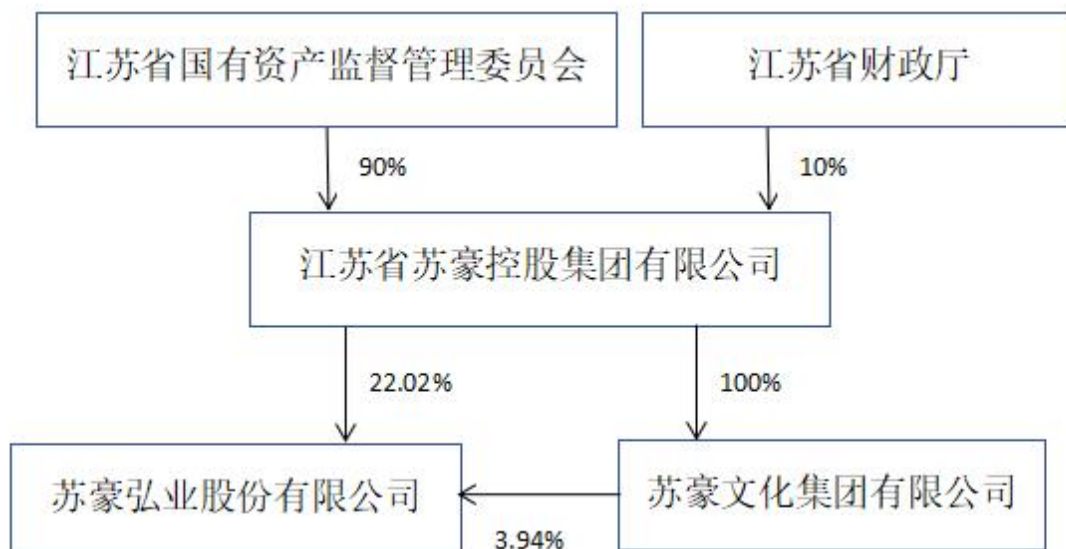 江苏省国有资产监督管理委员会
江苏省财政厅
90%
10%
江苏省苏豪控股集团有限公司
22.02%
100%
苏豪弘业股份有限公司
苏豪文化集团有限公司
3.94%